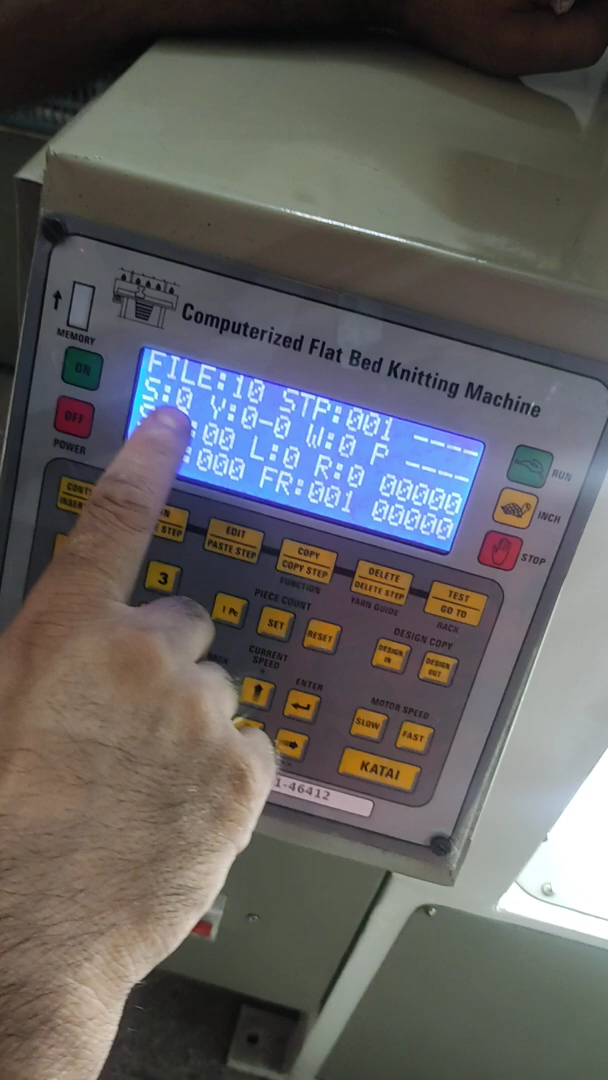 Computerized Flat Bed Knitting Machine
MEMORY
ON
OFF
POWER
FILE:10 STP:001 ----
S:0 Y:0-0 W:0 P ----
:00 L:0 R:0 00000
:000 FR:001 00000
RUN
INCH
STOP
EDIT
PASTE STEP
COPY
COPY STEP
DELETE
DELETE STEP
TEST
GO TO
FUNCTION
YARN GUIDE
RACK
3
PIECE COUNT
1 Pc
SET
RESET
DESIGN COPY
DESIGN IN
DESIGN OUT
CURRENT SPEED
ENTER
MOTOR SPEED
SLOW
FAST
KATAI
1-46412